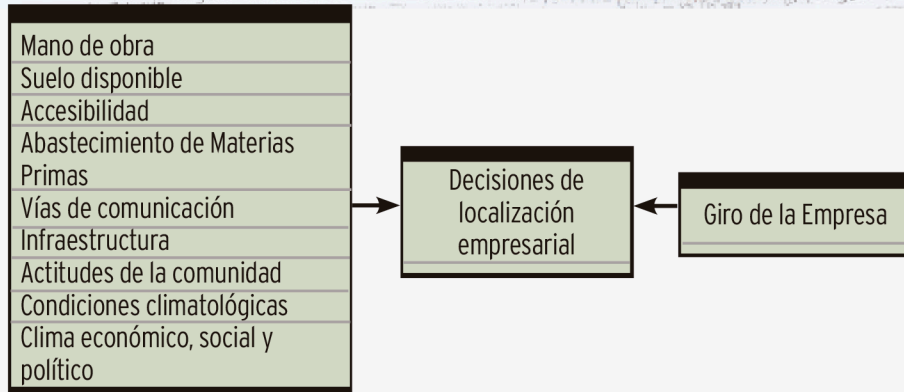 Mano de obra
Suelo disponible
Accesibilidad
Abastecimiento de Materias
Primas
Vías de comunicación
Infraestructura
Actitudes de la comunidad
Condiciones climatológicas
Clima económico, social y
político
Decisiones de
localización
empresarial
Giro de la Empresa